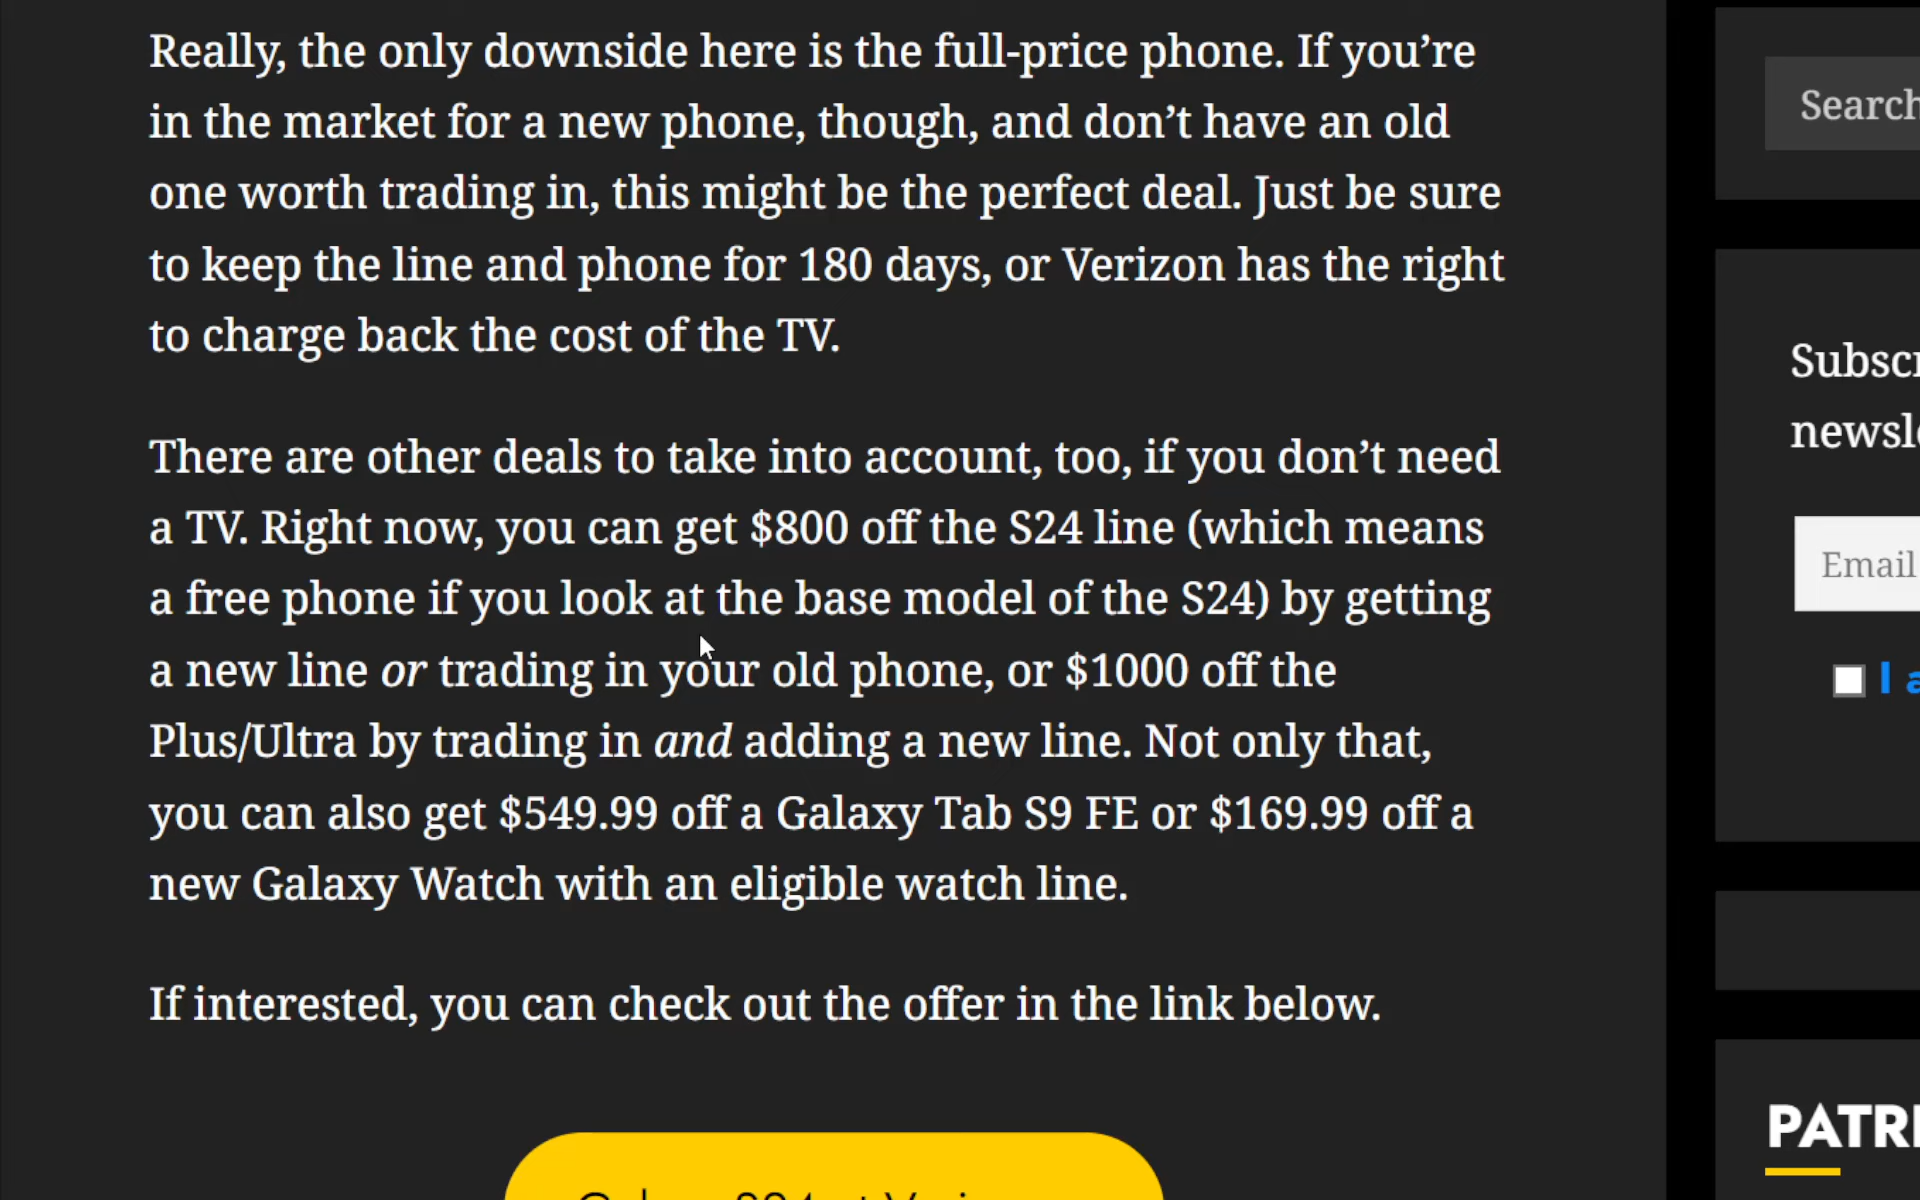 Really, the only downside here is the full-price phone. If you’re
in the market for a new phone, though, and don’t have an old
one worth trading in, this might be the perfect deal. Just be sure
to keep the line and phone for 180 days, or Verizon has the right
to charge back the cost of the TV.
There are other deals to take into account, too, if you don’t need
a TV. Right now, you can get $800 off the S24 line (which means
a free phone if you look at the base model of the S24) by getting
a new line or trading in your old phone, or $1000 off the
Plus/Ultra by trading in and adding a new line. Not only that,
you can also get $549.99 off a Galaxy Tab S9 FE or $169.99 off a
new Galaxy Watch with an eligible watch line.
If interested, you can check out the offer in the link below.
Search
Email
I